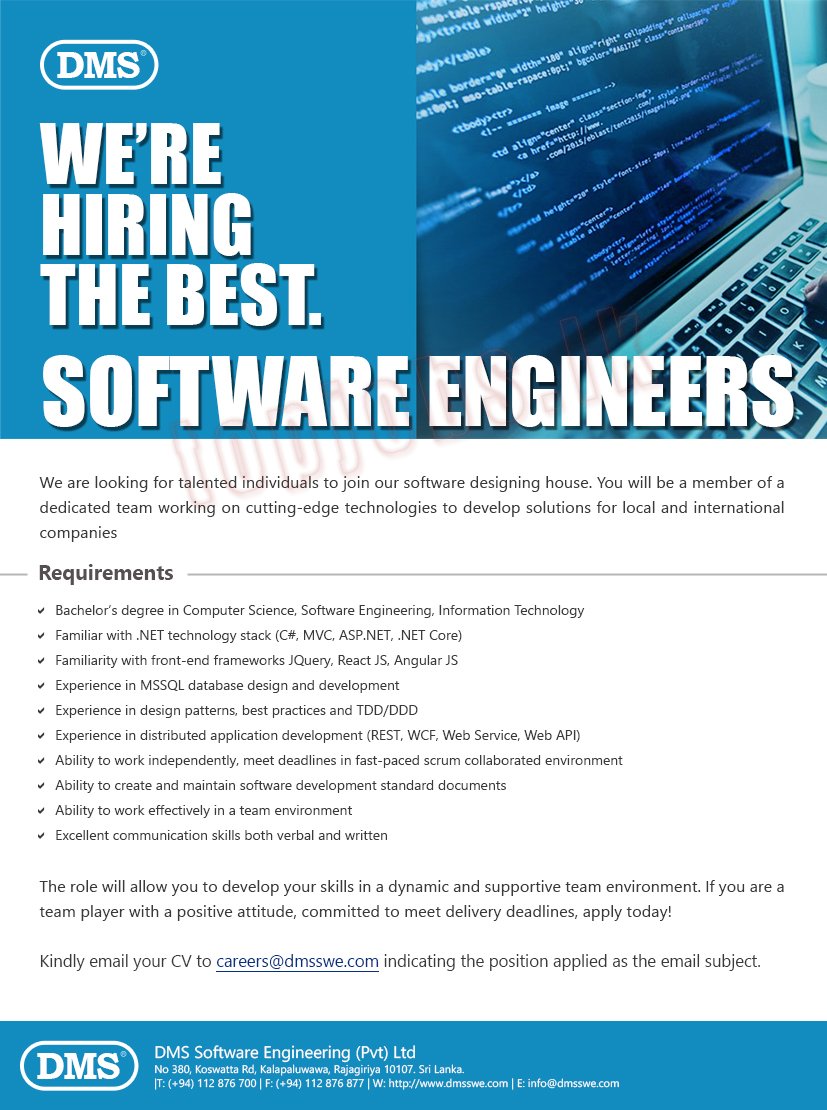 DMS®
WE'RE
HIRING
THE BEST.
SOFTWARE ENGINEERS
topjobs.lk
We are looking for talented individuals to join our software designing house. You will be a member of a
dedicated team working on cutting-edge technologies to develop solutions for local and international
companies
Requirements
Bachelor's degree in Computer Science, Software Engineering, Information Technology
Familiar with .NET technology stack (C#, MVC, ASP.NET, .NET Core)
Familiarity with front-end frameworks JQuery, React JS, Angular JS
Experience in MSSQL database design and development
Experience in design patterns, best practices and TDD/DDD
Experience in distributed application development (REST, WCF, Web Service, Web API)
Ability to work independently, meet deadlines in fast-paced scrum collaborated environment
Ability to create and maintain software development standard documents
Ability to work effectively in a team environment
Excellent communication skills both verbal and written
The role will allow you to develop your skills in a dynamic and supportive team environment. If you are a
team player with a positive attitude, committed to meet delivery deadlines, apply today!
Kindly email your CV to careers@dmsswe.com indicating the position applied as the email subject.
DMS®
DMS Software Engineering (Pvt) Ltd
No 380, Koswatta Rd, Kalapaluwawa, Rajagiriya 10107. Sri Lanka.
|T: (+94) 112 876 700 | F: (+94) 112 876 877 | W: http://www.dmsswe.com | E: info@dmsswe.com